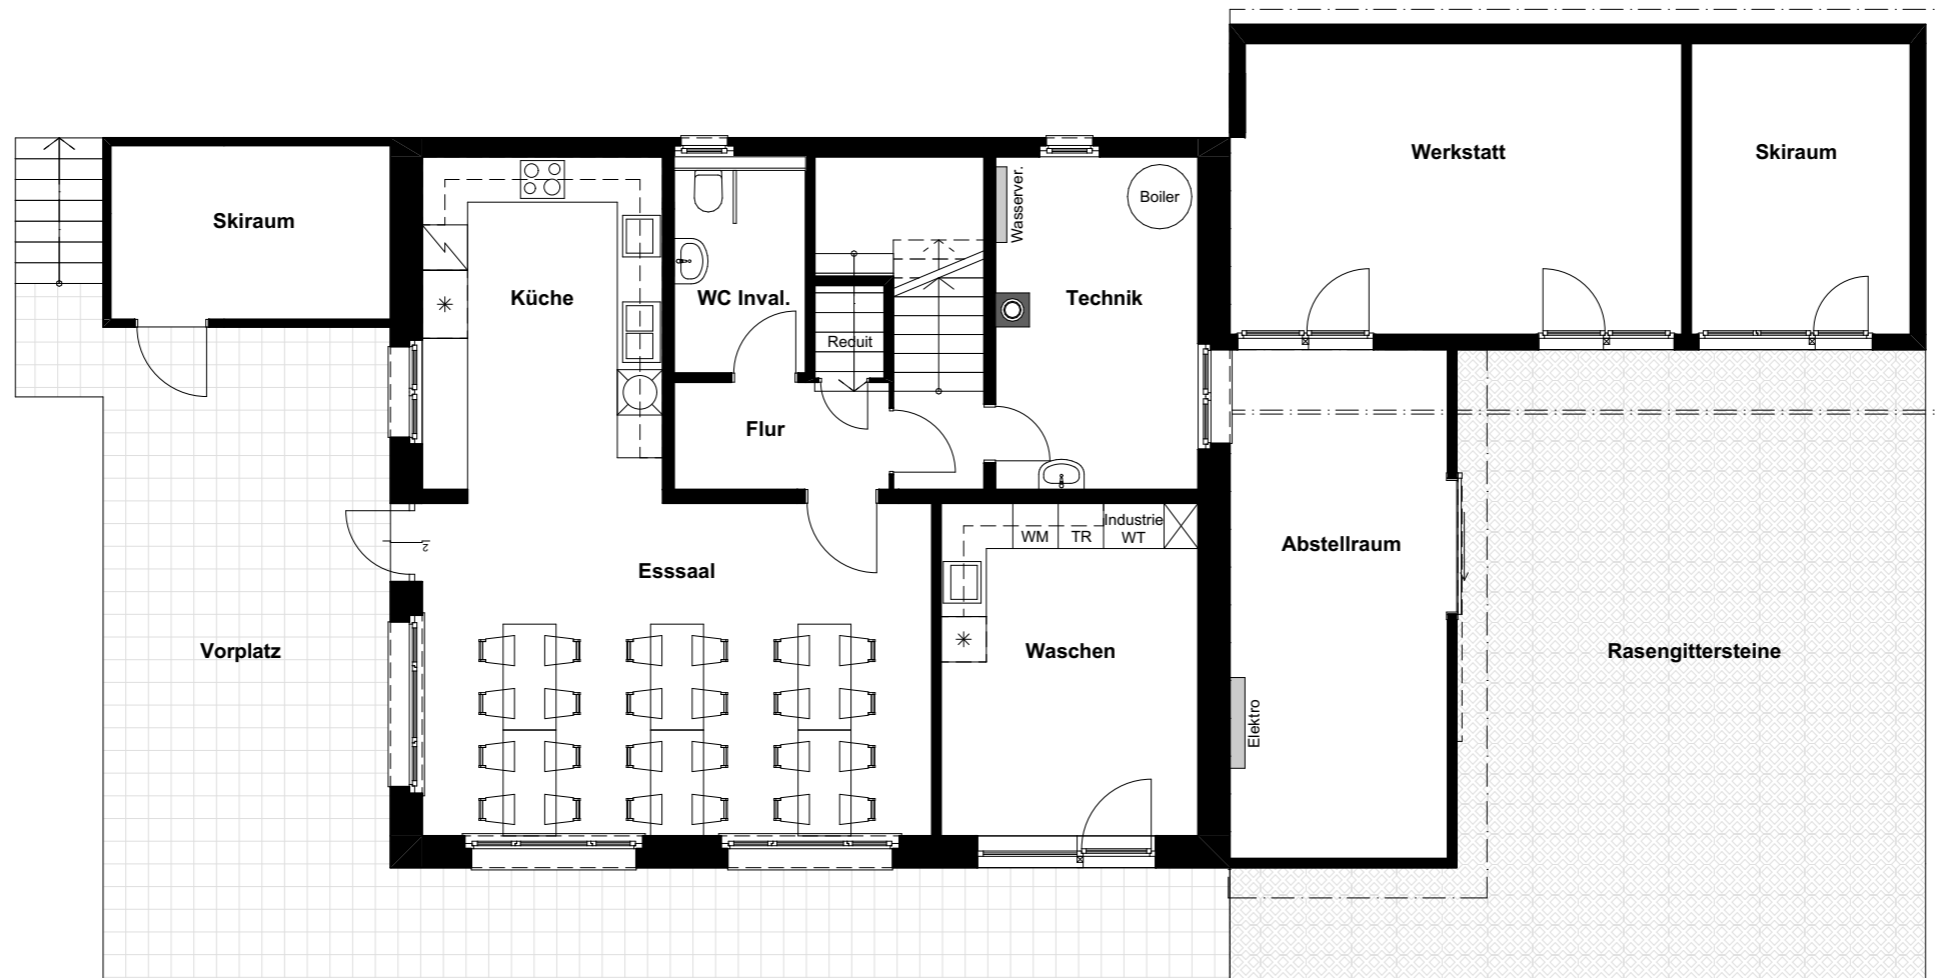 Werkstatt
Skiraum
Skiraum
Wasserver.
Boiler
Küche
WC Inval.
Technik
Reduit
Flur
Esssaal
WM
TR
Industrie
WT
Abstellraum
Vorplatz
Waschen
Rasengittersteine
Elektro
2